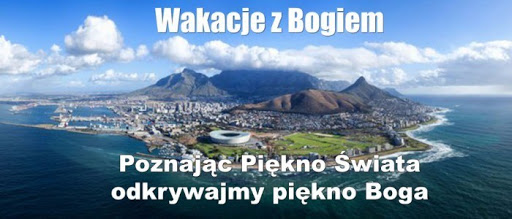 Wakacje z Bogiem
Poznając Piękno Świata
odkrywajmy piękno Boga